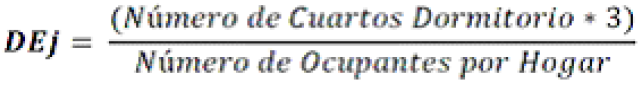 DEj = (Número de Cuartos Dormitorio * 3)
Número de Ocupantes por Hogar